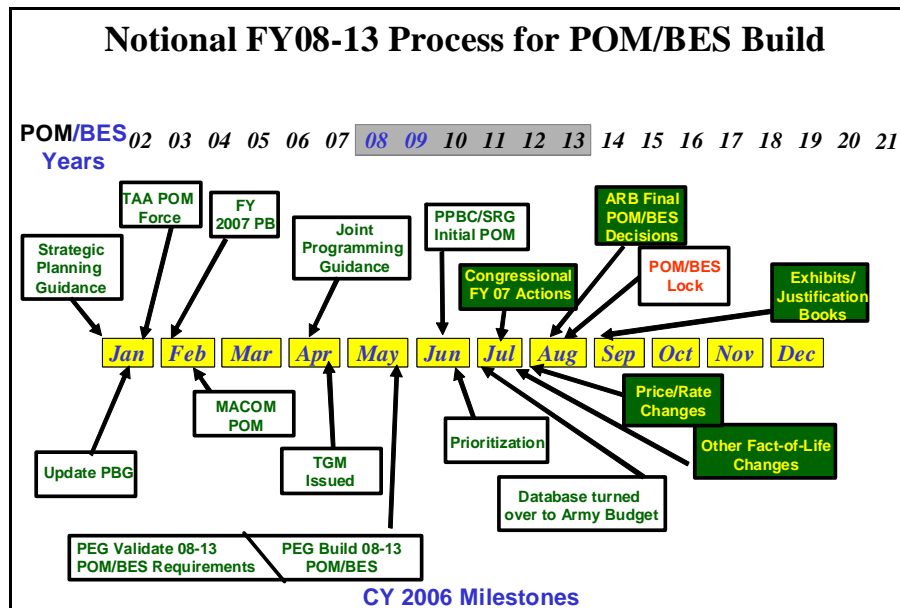 Notional FY08-13 Process for POM/BES Build
POM/BES
Years
02 03 04 05 06 07 08 09 10 11 12 13 14 15 16 17 18 19 20 21
TAA POM
Force
FY
2007 PB
Strategic
Planning
Guidance
Joint
Programming
Guidance
PPBC/SRG
Initial POM
Congressional
FY 07 Actions
ARB Final
POM/BES
Decisions
POM/BES
Lock
Exhibits/
Justification
Books
Jan Feb Mar Apr May Jun Jul Aug Sep Oct Nov Dec
Update PBG
MACOM
POM
TGM
Issued
Prioritization
Price/Rate
Changes
Other Fact-of-Life
Changes
Database turned
over to Army Budget
PEG Validate 08-13
POM/BES Requirements
PEG Build 08-13
POM/BES
CY 2006 Milestones